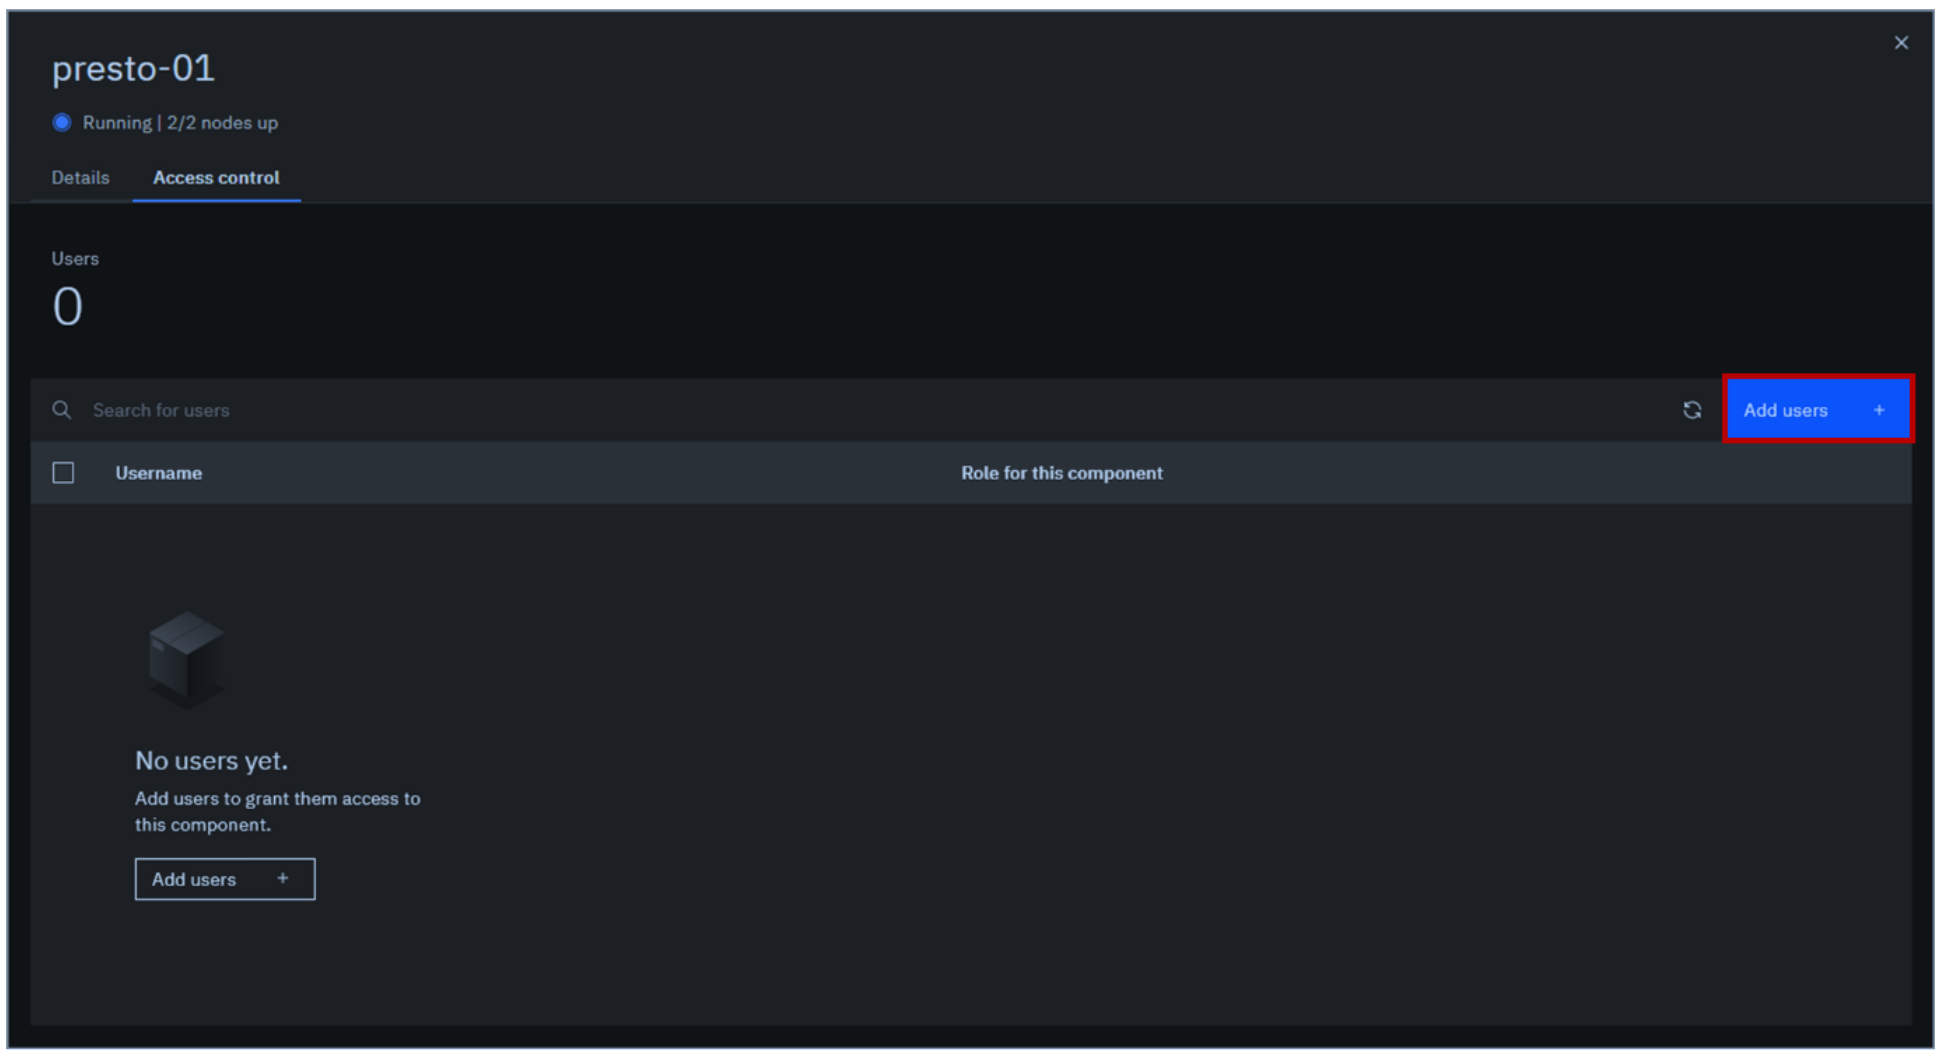 presto-01
Running | 2/2 nodes up
Details Access control
Users
0
Search for users
Add users +
Username Role for this component
No users yet.
Add users to grant them access to
this component.
Add users +